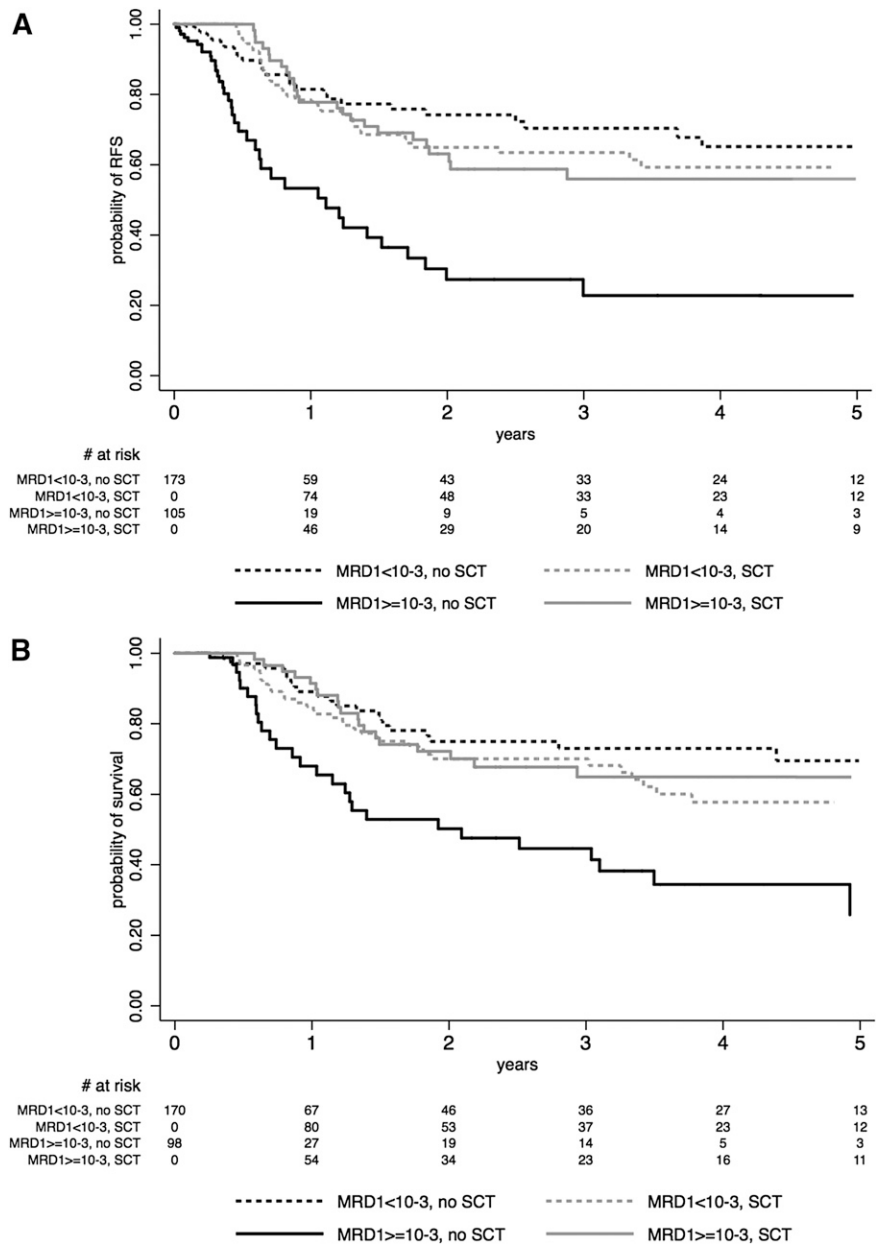 A
probability of RFS
1.00
0.80
0.60
0.40
0.20
0.00
0 1 2 3 4 5
years
# at risk
MRD1<10-3, no SCT 173 59 43 33 24 12
MRD1<10-3, SCT 0 74 48 33 23 12
MRD1>=10-3, no SCT 105 19 9 5 4 3
MRD1>=10-3, SCT 0 46 29 20 14 9
MRD1<10-3, no SCT MRD1<10-3, SCT
MRD1>=10-3, no SCT MRD1>=10-3, SCT
B
probability of survival
1.00
0.80
0.60
0.40
0.20
0.00
0 1 2 3 4 5
years
# at risk
MRD1<10-3, no SCT 170 67 46 36 27 13
MRD1<10-3, SCT 0 80 53 37 23 12
MRD1>=10-3, no SCT 98 27 19 14 5 3
MRD1>=10-3, SCT 0 54 34 23 16 11
MRD1<10-3, no SCT MRD1<10-3, SCT
MRD1>=10-3, no SCT MRD1>=10-3, SCT